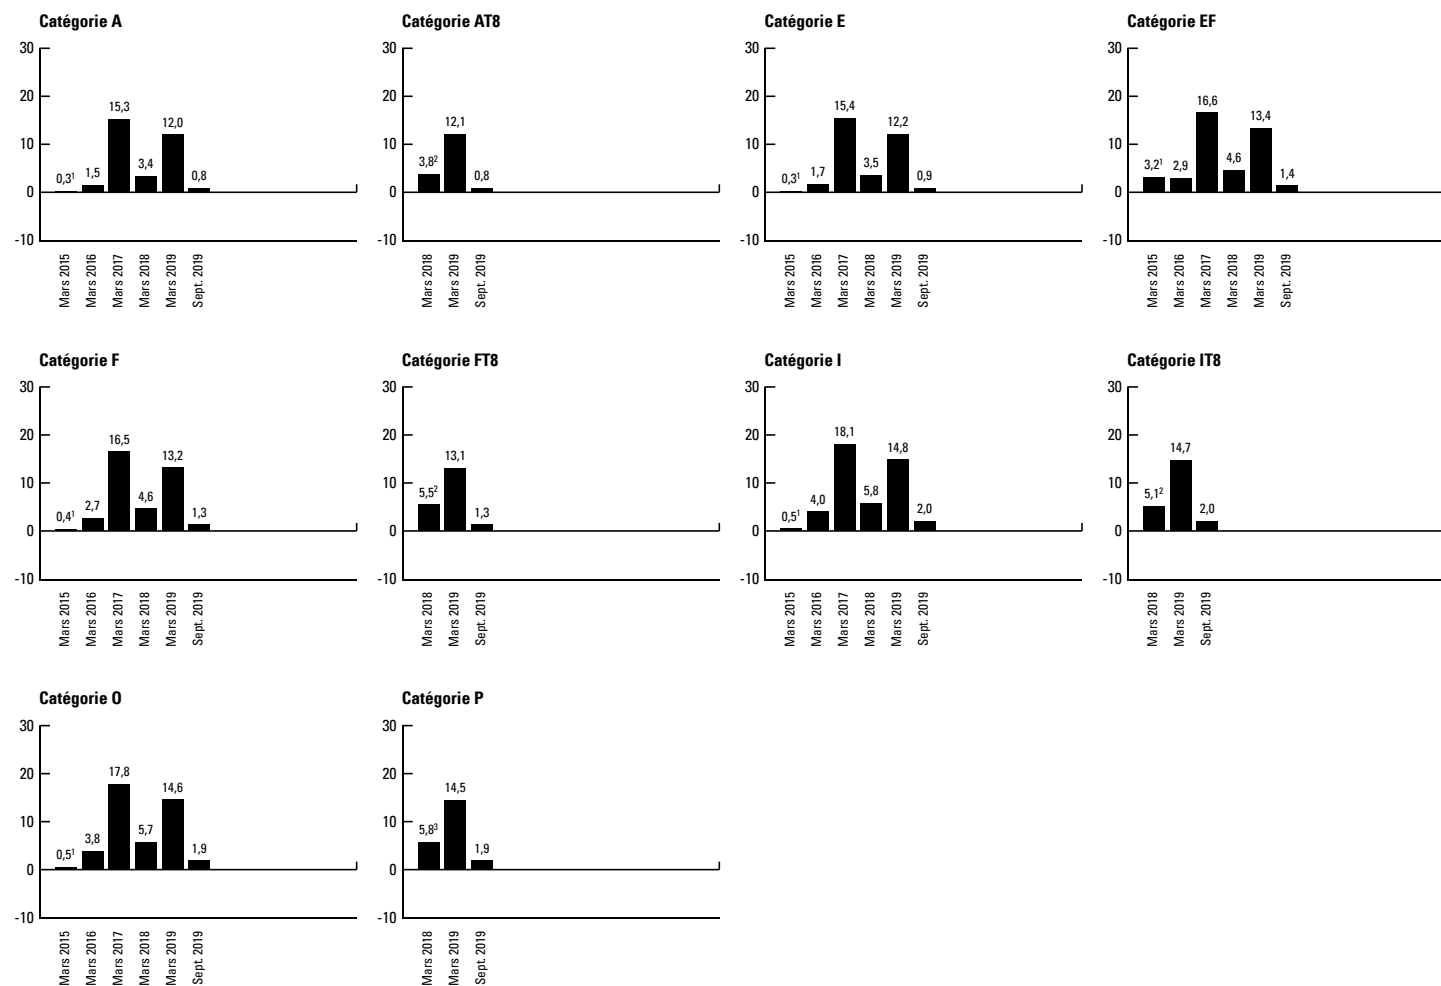 Catégorie A
30
20
10
0
-10
0,3¹
1,5
15,3
3,4
12,0
0,8
Mars 2015
Mars 2016
Mars 2017
Mars 2018
Mars 2019
Sept. 2019
Catégorie AT8
30
20
10
0
-10
3,8²
12,1
0,8
Mars 2018
Mars 2019
Sept. 2019
Catégorie E
30
20
10
0
-10
0,3¹
1,7
15,4
3,5
12,2
0,9
Mars 2015
Mars 2016
Mars 2017
Mars 2018
Mars 2019
Sept. 2019
Catégorie EF
30
20
10
0
-10
3,2¹
2,9
16,6
4,6
13,4
1,4
Mars 2015
Mars 2016
Mars 2017
Mars 2018
Mars 2019
Sept. 2019
Catégorie F
30
20
10
0
-10
0,4¹
2,7
16,5
4,6
13,2
1,3
Mars 2015
Mars 2016
Mars 2017
Mars 2018
Mars 2019
Sept. 2019
Catégorie FT8
30
20
10
0
-10
5,5²
13,1
1,3
Mars 2018
Mars 2019
Sept. 2019
Catégorie I
30
20
10
0
-10
0,5¹
4,0
18,1
5,8
14,8
2,0
Mars 2015
Mars 2016
Mars 2017
Mars 2018
Mars 2019
Sept. 2019
Catégorie IT8
30
20
10
0
-10
5,1²
14,7
2,0
Mars 2018
Mars 2019
Sept. 2019
Catégorie O
30
20
10
0
-10
0,5¹
3,8
17,8
5,7
14,6
1,9
Mars 2015
Mars 2016
Mars 2017
Mars 2018
Mars 2019
Sept. 2019
Catégorie P
30
20
10
0
-10
5,8³
14,5
1,9
Mars 2018
Mars 2019
Sept. 2019